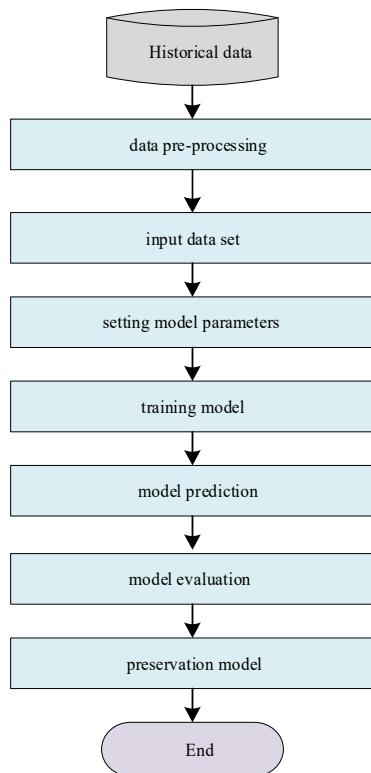 Historical data
data pre-processing
input data set
setting model parameters
training model
model prediction
model evaluation
preservation model
End